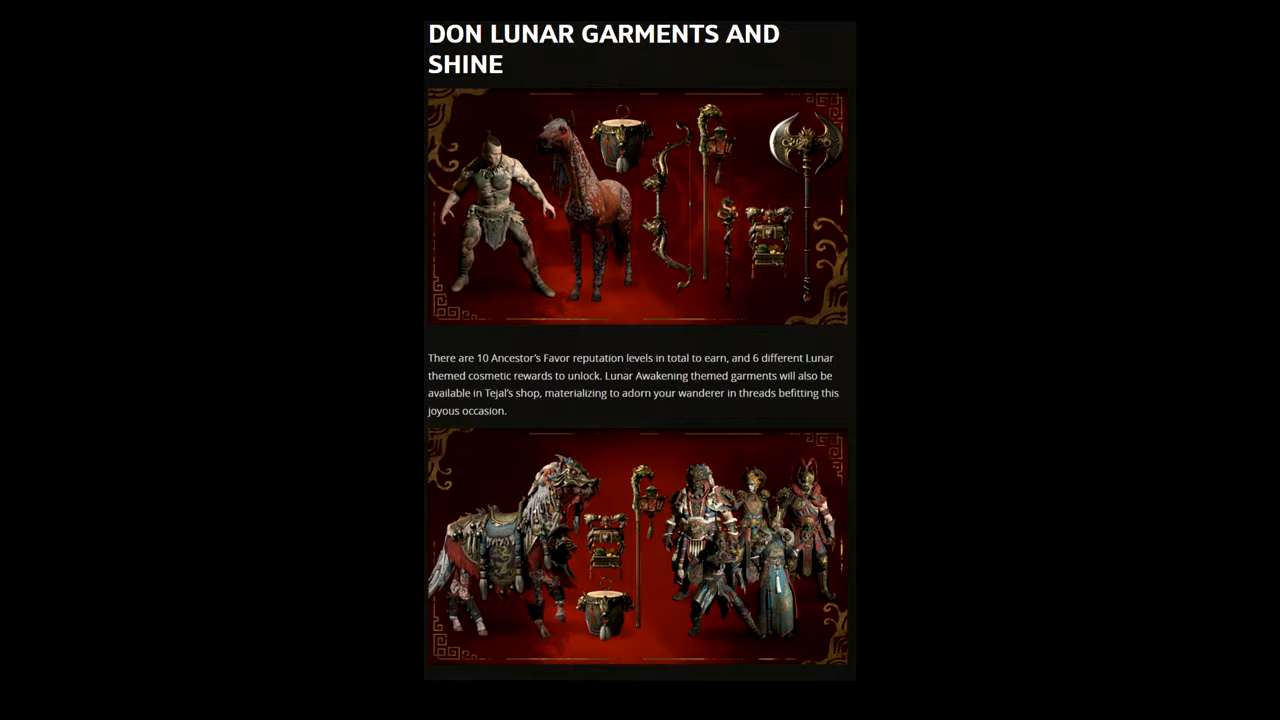 DON LUNAR GARMENTS AND
SHINE
There are 10 Ancestor's Favor reputation levels in total to earn, and 6 different Lunar
themed cosmetic rewards to unlock. Lunar Awakening themed garments will also be
available in Tejal's shop, materializing to adorn your wanderer in threads befitting this
joyous occasion.